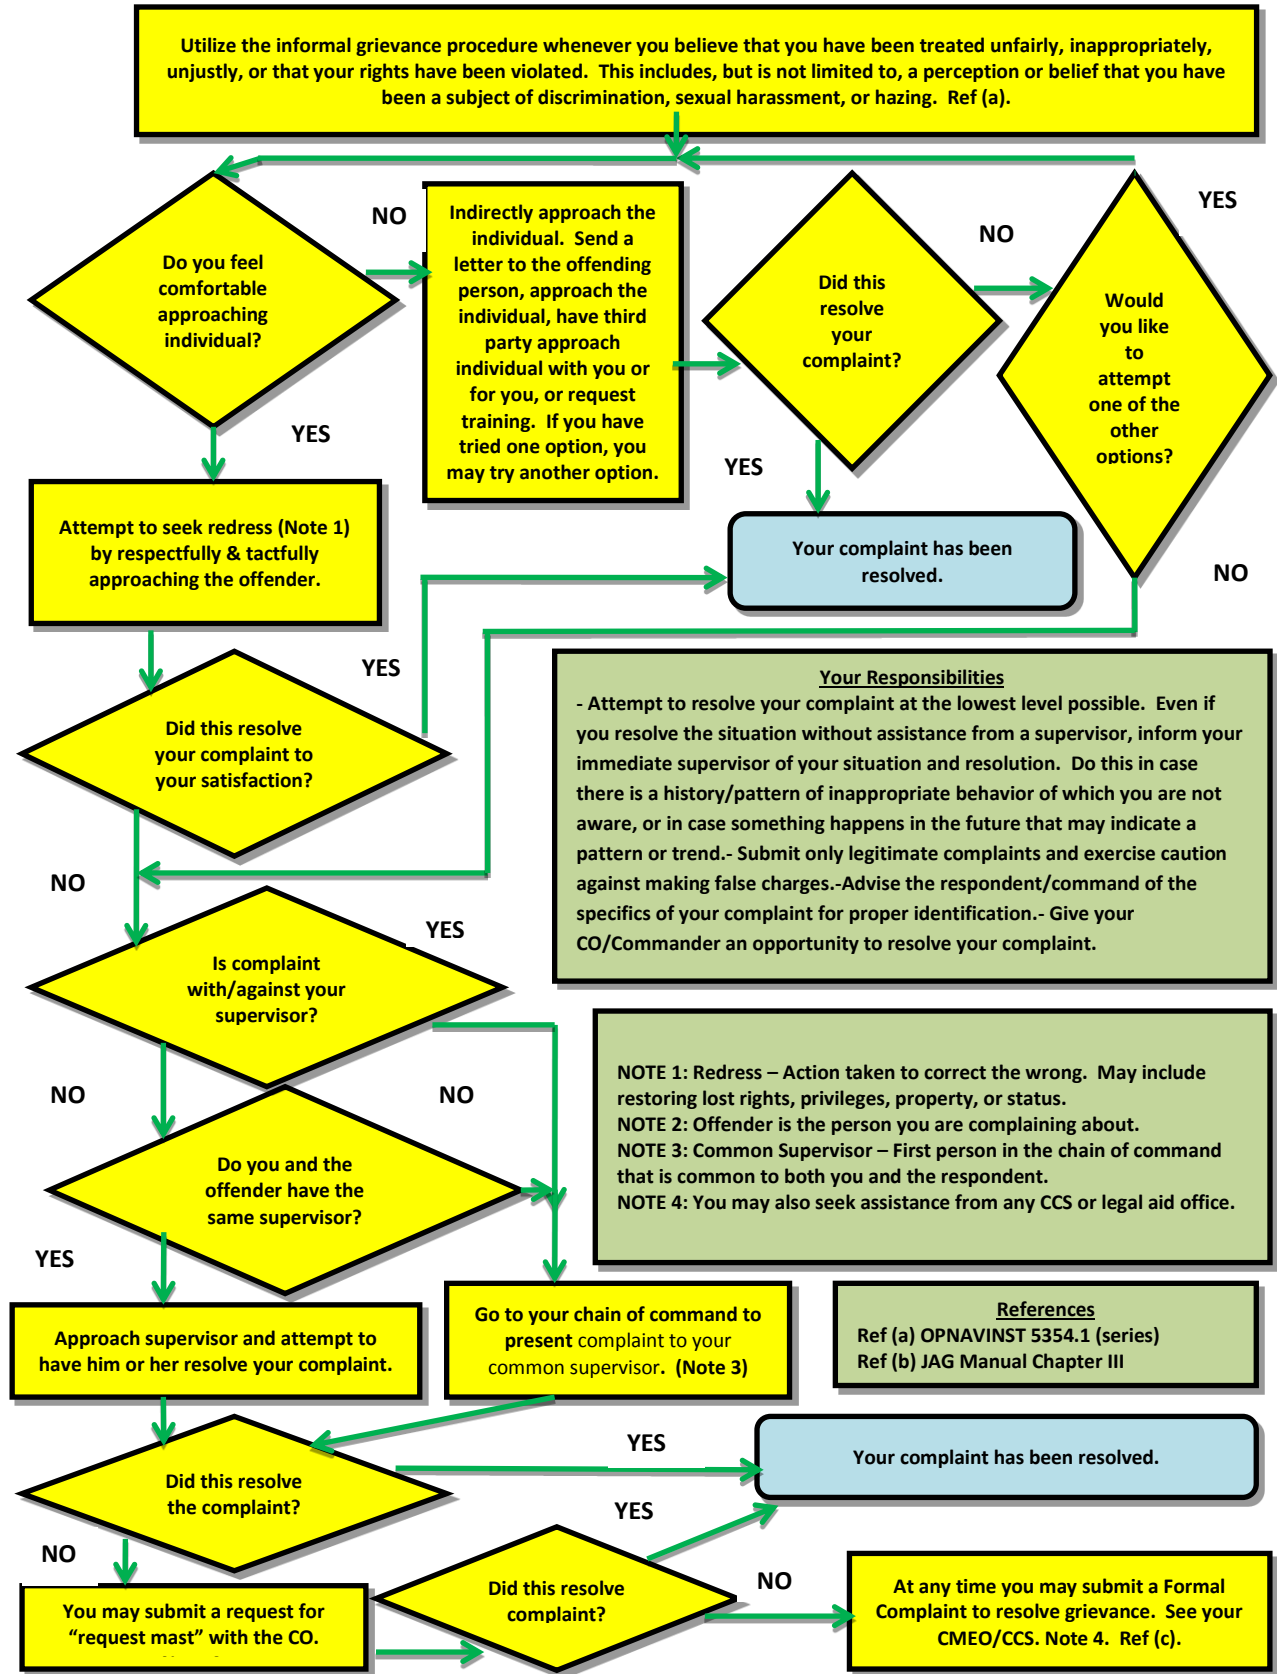 Utilize the informal grievance procedure whenever you believe that you have been treated unfairly, inappropriately,
unjustly, or that your rights have been violated.  This includes, but is not limited to, a perception or belief that you have
been a subject of discrimination, sexual harassment, or hazing.  Ref (a).
Do you feel
comfortable
approaching
individual?
NO
Indirectly approach the
individual.  Send a
letter to the offending
person, approach the
individual, have third
party approach
individual with you or
for you, or request
training.  If you have
tried one option, you
may try another option.
Did this
resolve
your
complaint?
NO
Would
you like
to
attempt
one of the
other
options?
YES
YES
YES
NO
Attempt to seek redress (Note 1)
by respectfully & tactfully
approaching the offender.
Your complaint has been
resolved.
Did this resolve
your complaint to
your satisfaction?
YES
NO
Your Responsibilities
- Attempt to resolve your complaint at the lowest level possible.  Even if
you resolve the situation without assistance from a supervisor, inform your
immediate supervisor of your situation and resolution.  Do this in case
there is a history/pattern of inappropriate behavior of which you are not
aware, or in case something happens in the future that may indicate a
pattern or trend.- Submit only legitimate complaints and exercise caution
against making false charges.-Advise the respondent/command of the
specifics of your complaint for proper identification.- Give your
CO/Commander an opportunity to resolve your complaint.
Is complaint
with/against your
supervisor?
YES
NO
NOTE 1: Redress – Action taken to correct the wrong.  May include
restoring lost rights, privileges, property, or status.
NOTE 2: Offender is the person you are complaining about.
NOTE 3: Common Supervisor – First person in the chain of command
that is common to both you and the respondent.
NOTE 4: You may also seek assistance from any CCS or legal aid office.
Do you and the
offender have the
same supervisor?
NO
YES
Approach supervisor and attempt to
have him or her resolve your complaint.
Go to your chain of command to
present complaint to your
common supervisor.  (Note 3)
References
Ref (a) OPNAVINST 5354.1 (series)
Ref (b) JAG Manual Chapter III
Did this resolve
the complaint?
YES
Your complaint has been resolved.
NO
You may submit a request for
“request mast” with the CO.
Did this resolve
complaint?
YES
NO
At any time you may submit a Formal
Complaint to resolve grievance.  See your
CMEO/CCS. Note 4.  Ref (c).